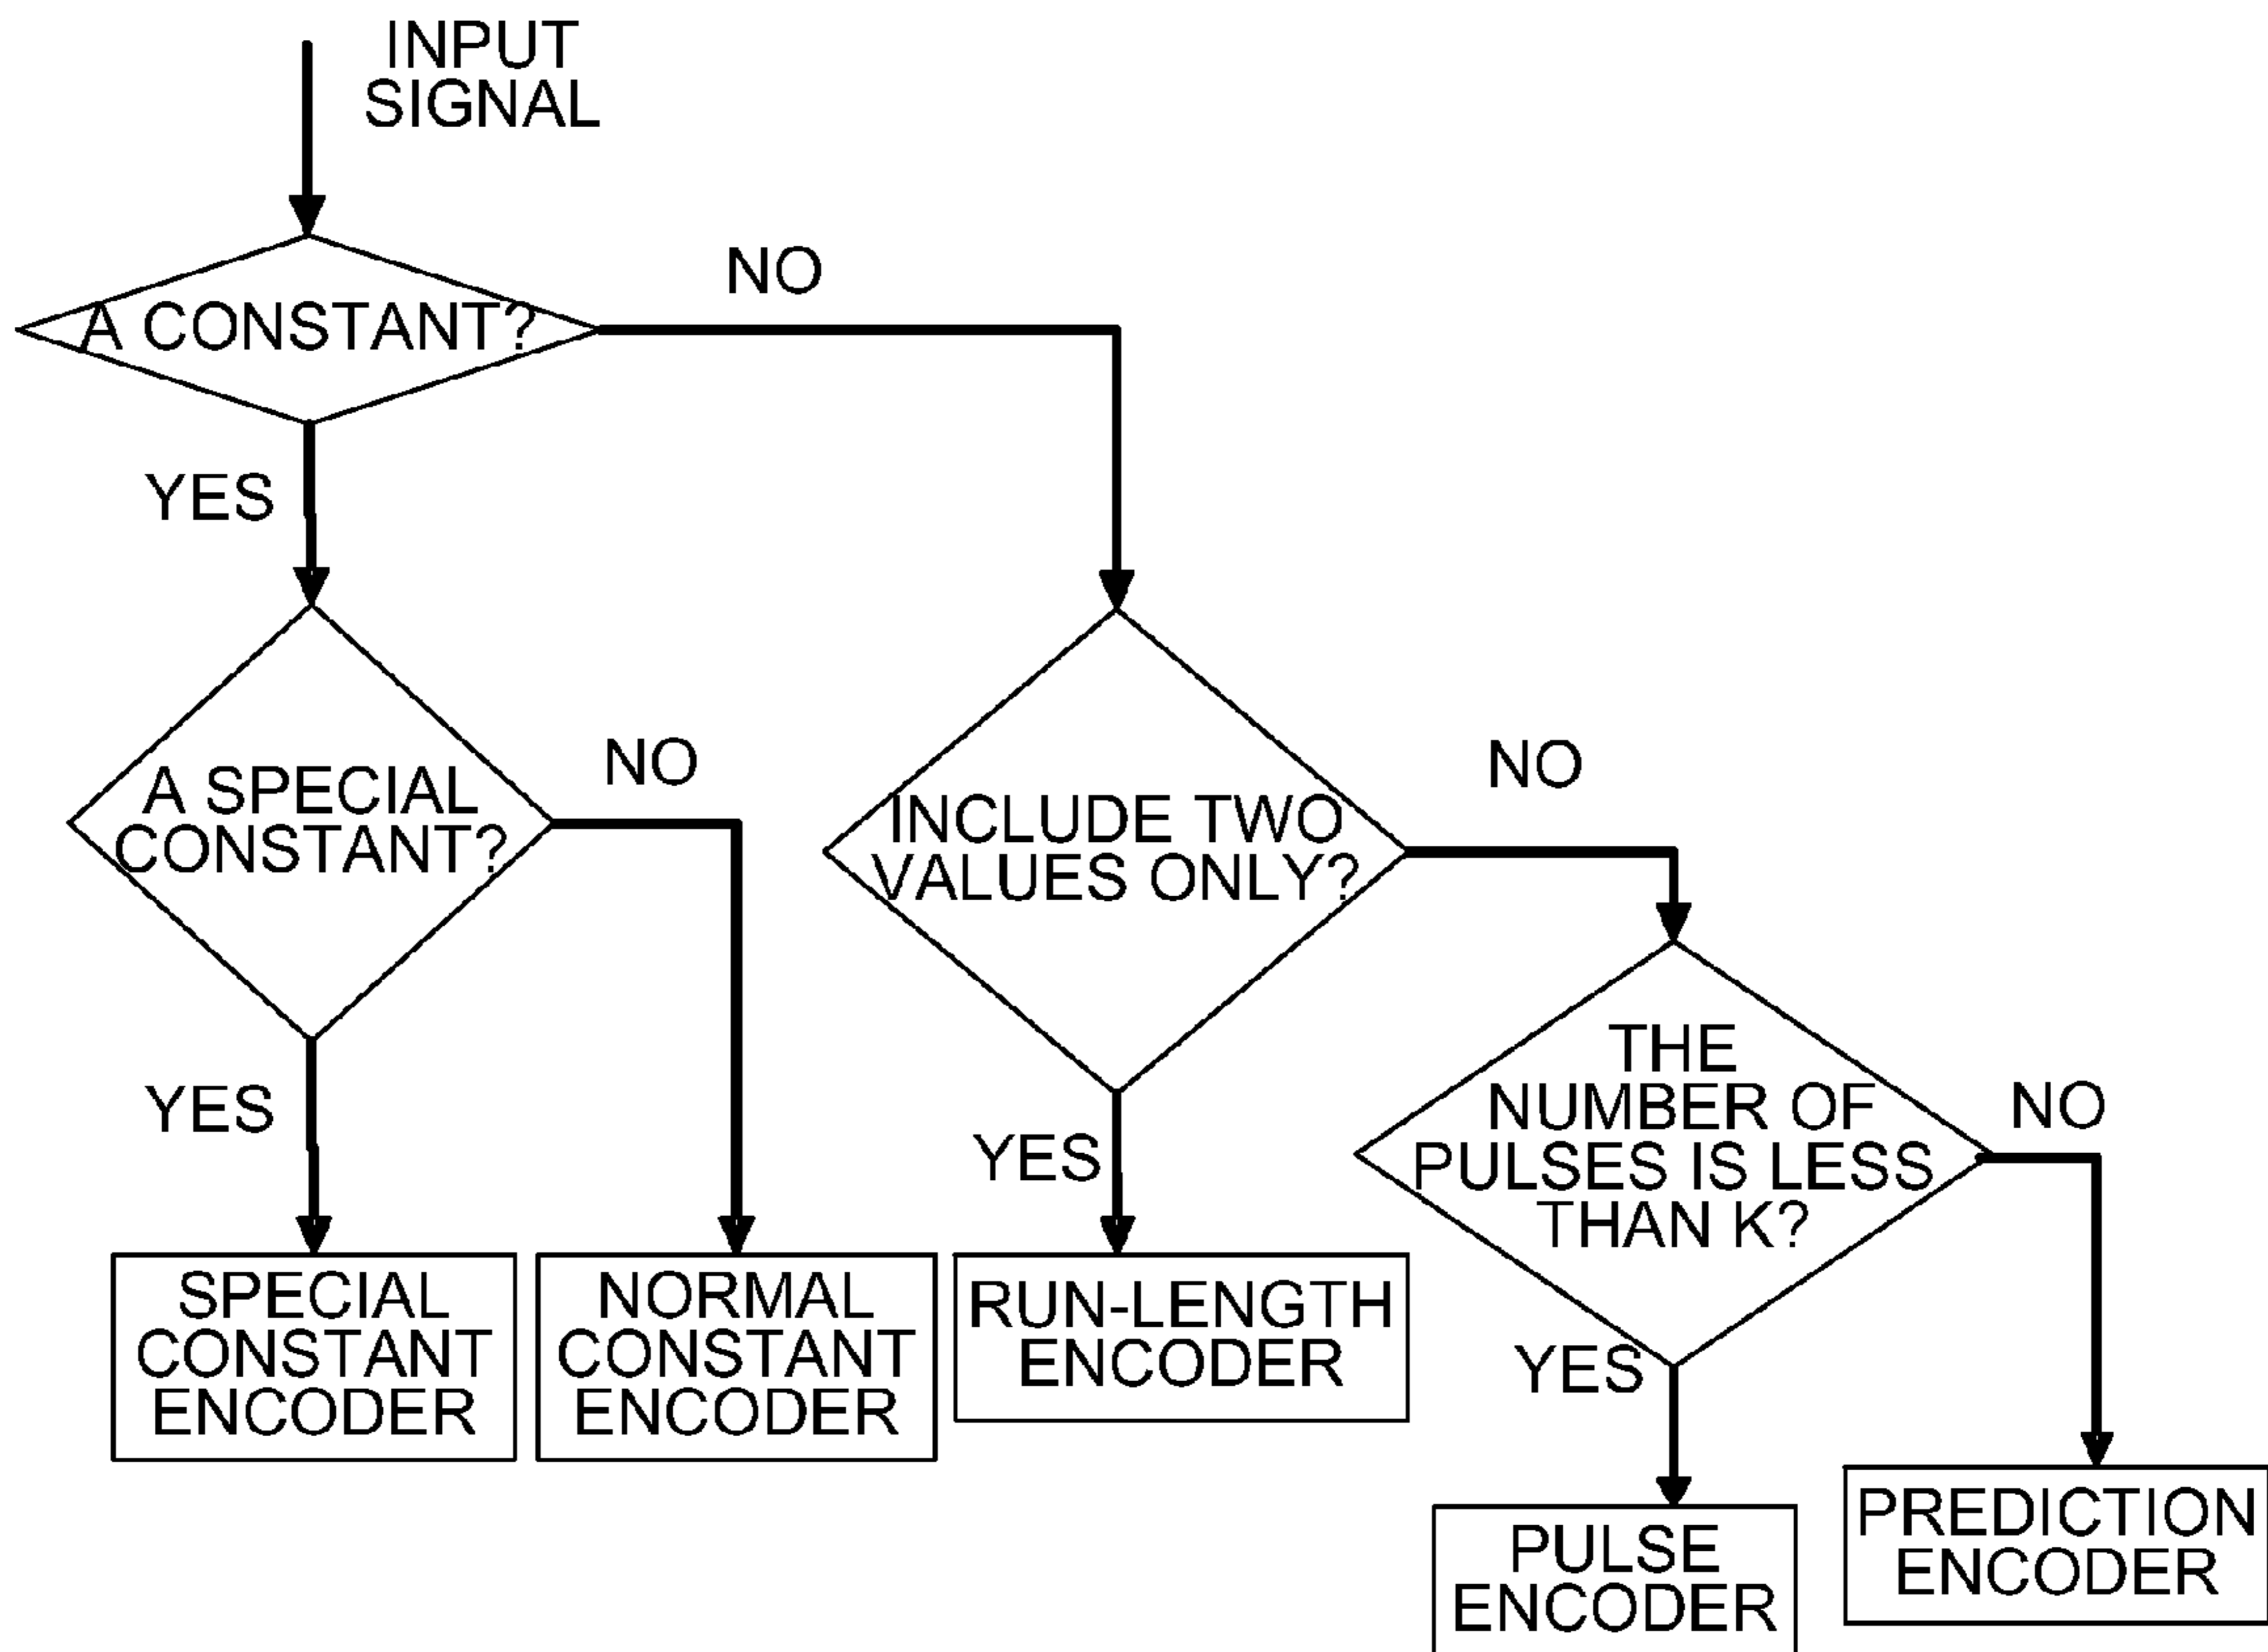 INPUT
SIGNAL
A CONSTANT?
NO
YES
A SPECIAL
CONSTANT?
NO
INCLUDE TWO
VALUES ONLY?
NO
THE
NUMBER OF
PULSES IS LESS
THAN K?
NO
YES
YES
YES
SPECIAL
CONSTANT
ENCODER
NORMAL
CONSTANT
ENCODER
RUN-LENGTH
ENCODER
PULSE
ENCODER
PREDICTION
ENCODER